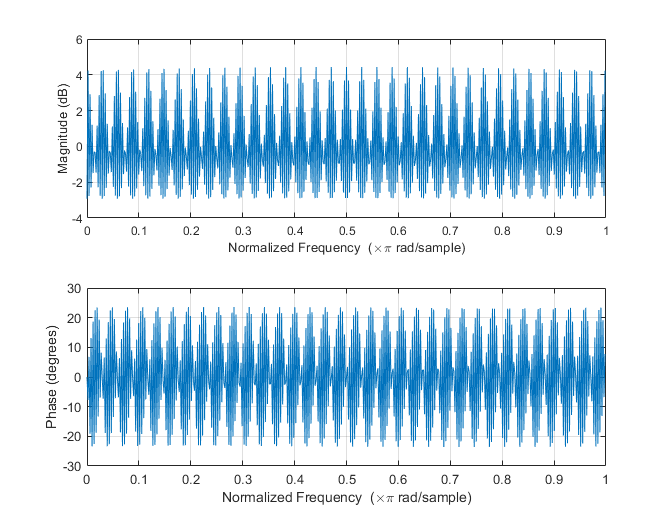 6
4
2
0
-2
-4
Magnitude (dB)
0 0.1 0.2 0.3 0.4 0.5 0.6 0.7 0.8 0.9 1
Normalized Frequency (×π rad/sample)
30
20
10
0
-10
-20
-30
Phase (degrees)
0 0.1 0.2 0.3 0.4 0.5 0.6 0.7 0.8 0.9 1
Normalized Frequency (×π rad/sample)